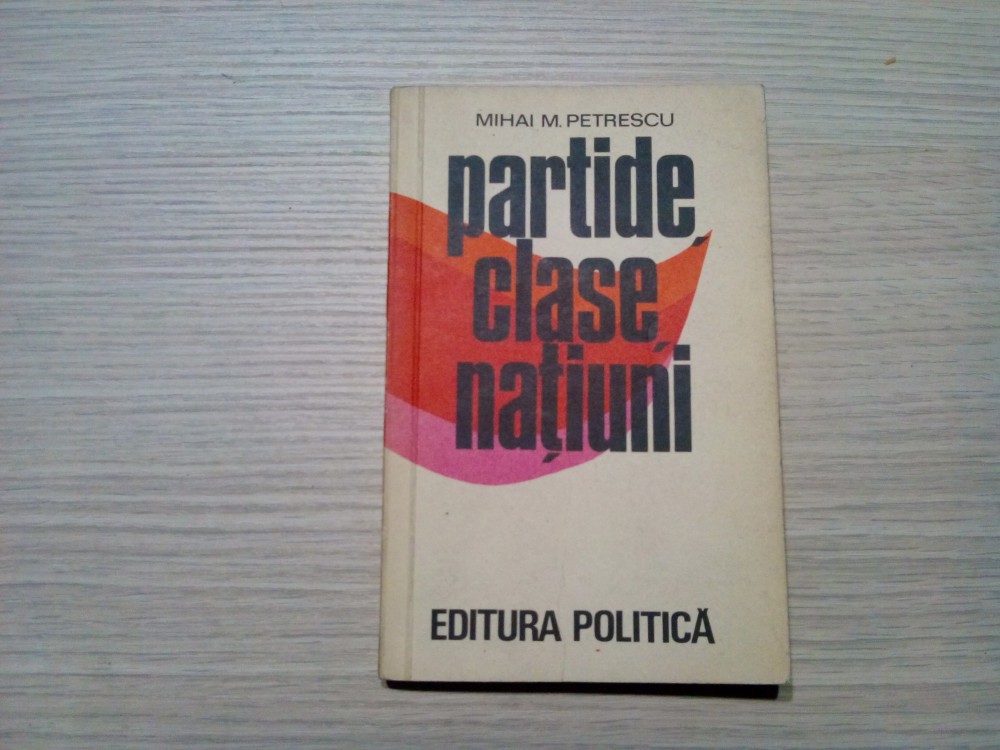 MIHAI M. PETRESCU
partide,
clase,
națiuni
EDITURA POLITICĂ